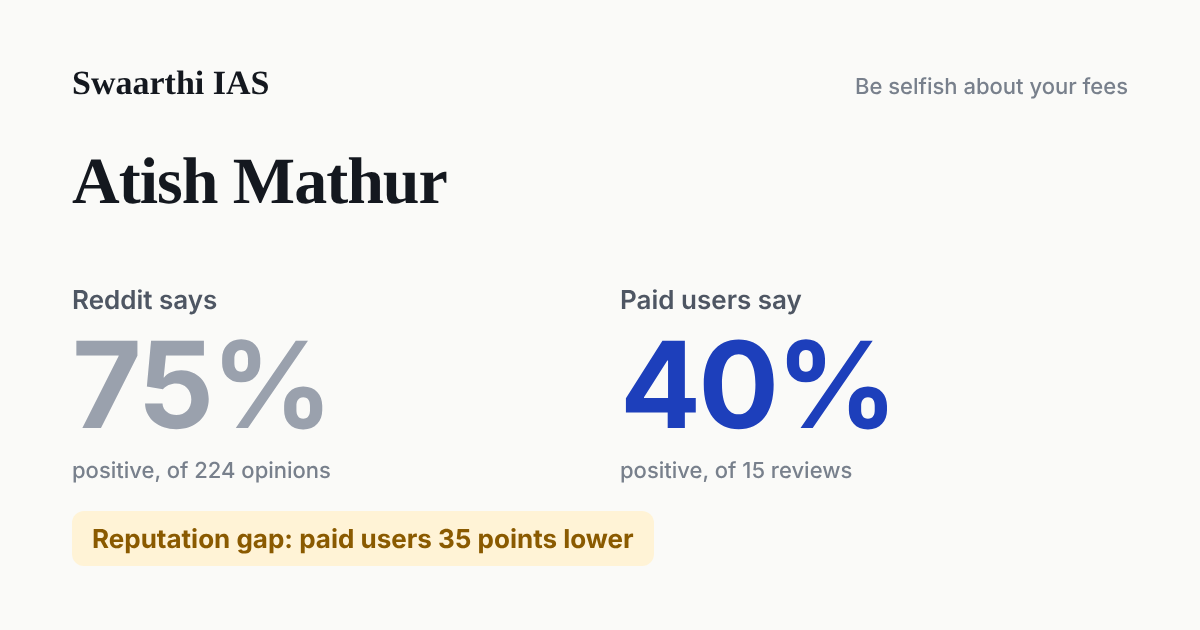 Swaarthi IAS
Be selfish about your fees
Atish Mathur
Reddit says
75%
positive, of 224 opinions
Paid users say
40%
positive, of 15 reviews
Reputation gap: paid users 35 points lower